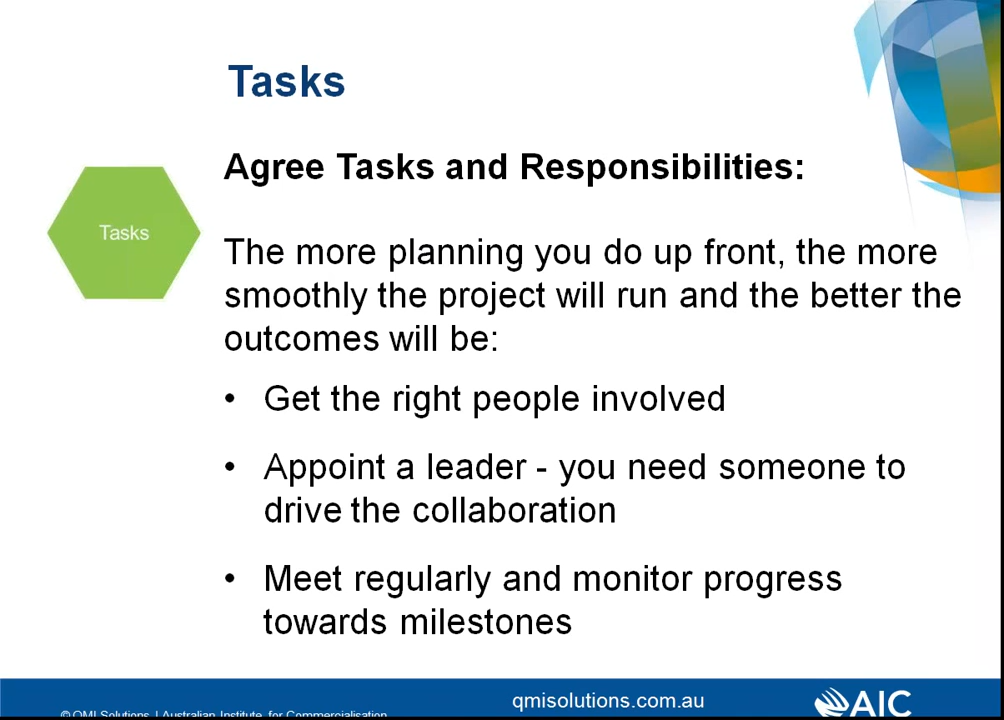 Tasks
Agree Tasks and Responsibilities:
Tasks
The more planning you do up front, the more
smoothly the project will run and the better the
outcomes will be:
• Get the right people involved
• Appoint a leader - you need someone to
drive the collaboration
• Meet regularly and monitor progress
towards milestones
qmisolutions.com.au
AIC
© QMI Solutions | Australian Institute for Commercialisation